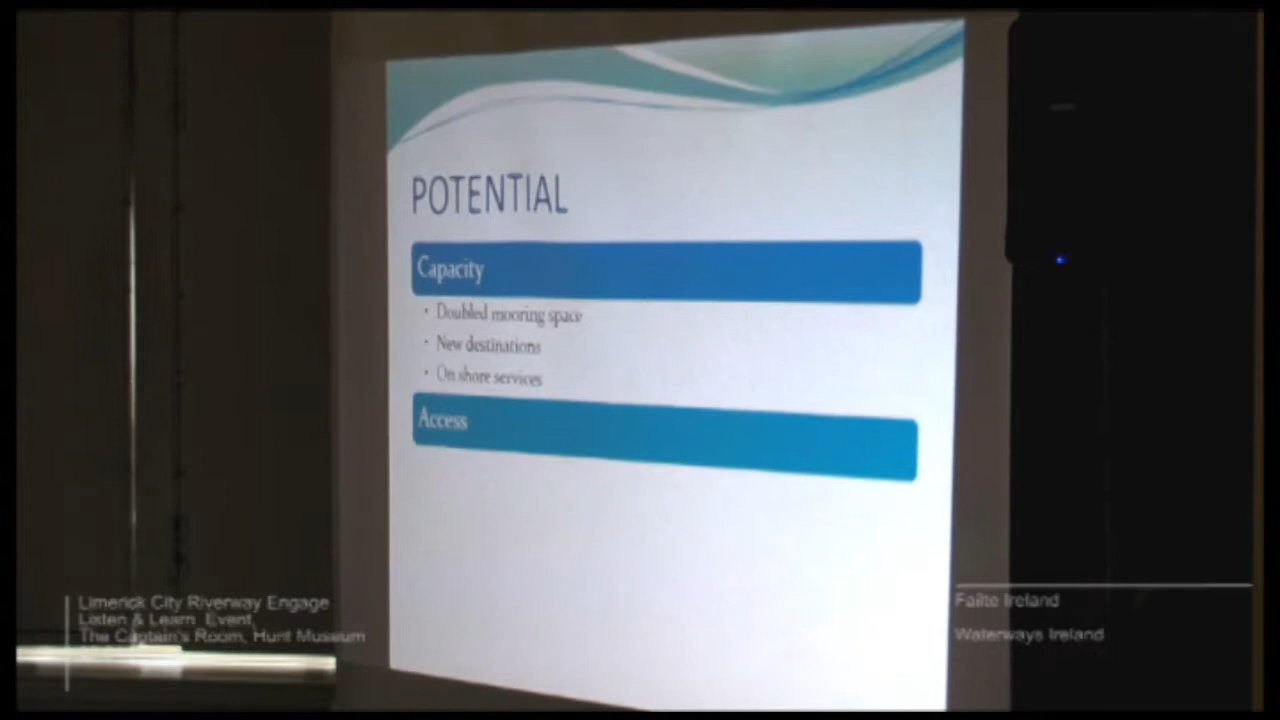 POTENTIAL
Capacity
• Doubled mooring space
• New destinations
• On shore services
Access
Limerick City Riverway Engage
Listen & Learn Event,
The Captain's Room, Hunt Museum
Failte Ireland
Waterways Ireland